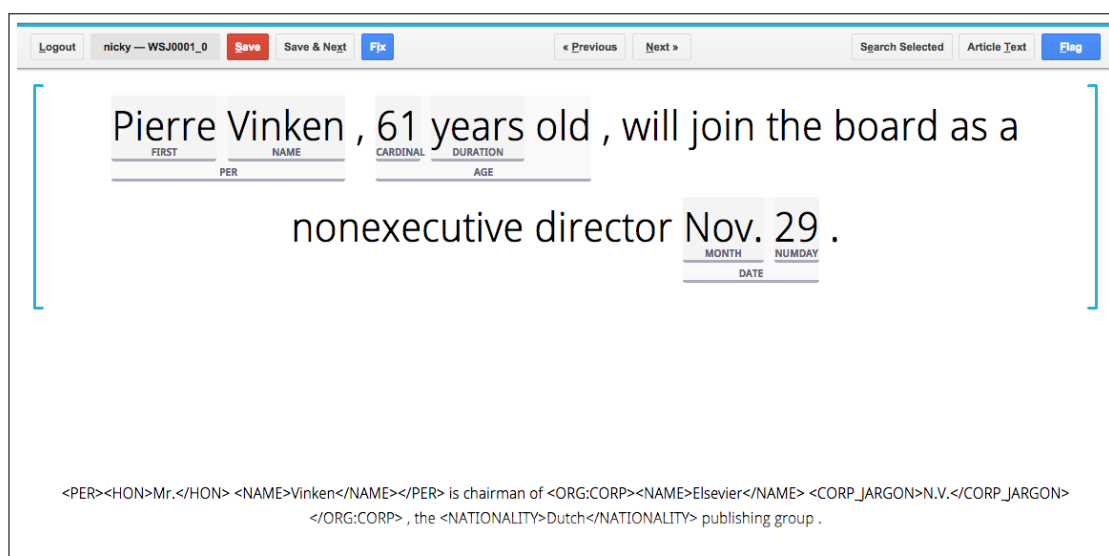 Logout nicky — WSJ0001_0 Save Save & Next Fix « Previous Next » Search Selected Article Text Flag
Pierre Vinken , 61 years old , will join the board as a
FIRST NAME CARDINAL DURATION
PER AGE
nonexecutive director Nov. 29 .
MONTH NUMDAY
DATE
<PER><HON>Mr.</HON> <NAME>Vinken</NAME></PER> is chairman of <ORG:CORP><NAME>Elsevier</NAME> <CORP_JARGON>N.V.</CORP_JARGON>
</ORG:CORP> , the <NATIONALITY>Dutch</NATIONALITY> publishing group .